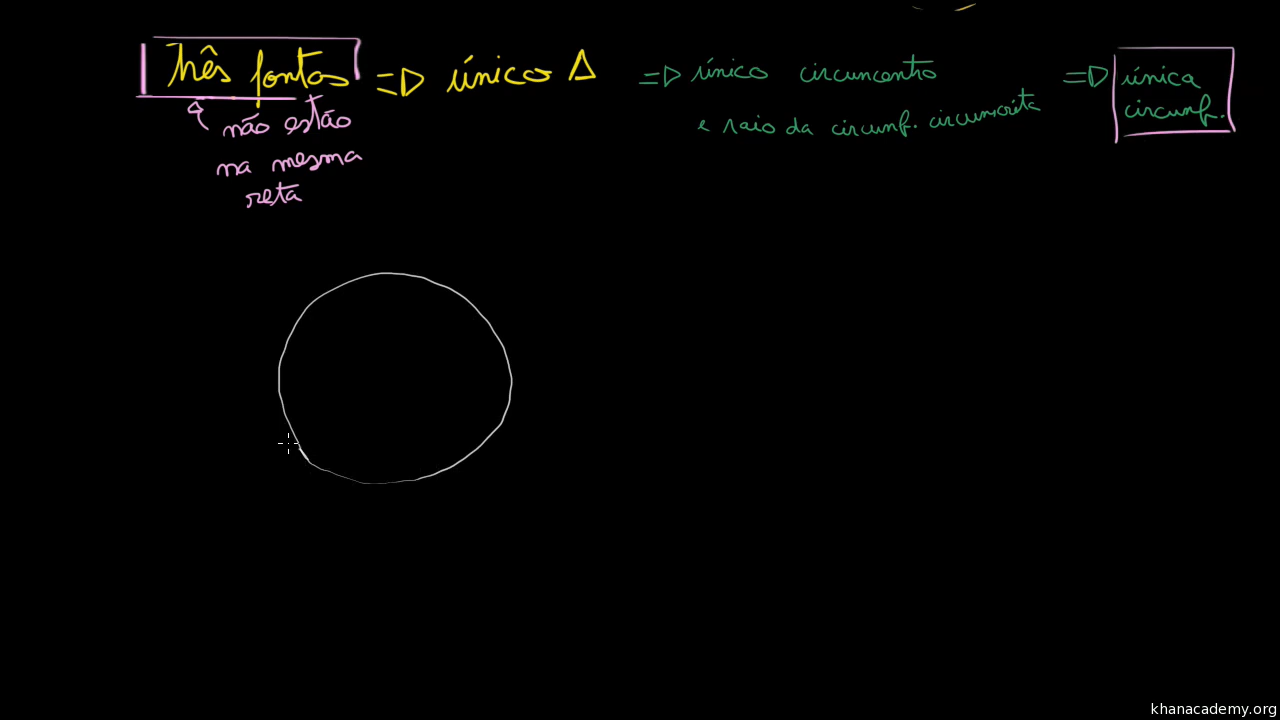 três pontos => único Δ => único circuncentro => única
e raio da circunf. circunscrita circunf.
não estão
na mesma
reta
khanacademy.org